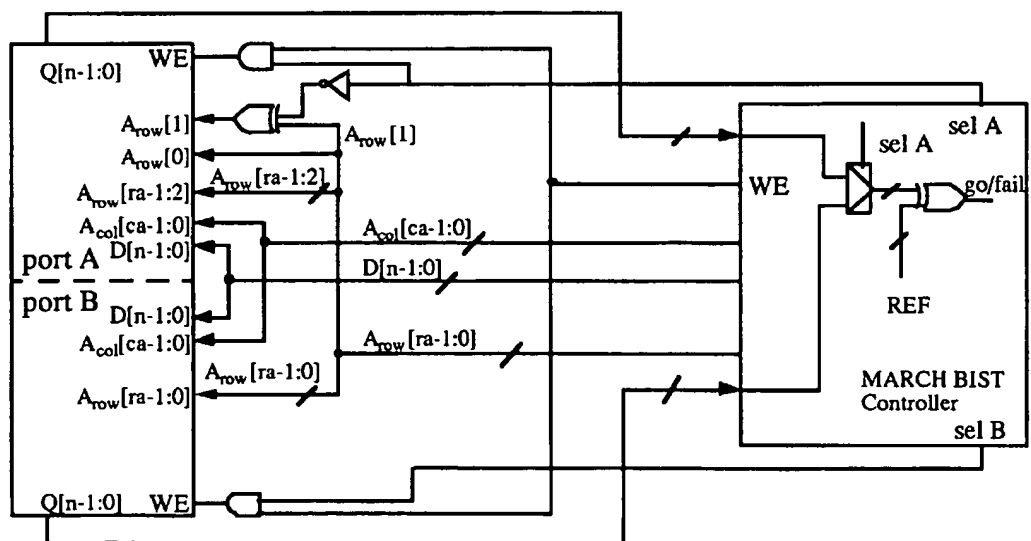 Q[n-1:0]
WE
A_row[1]
A_row[0]
A_row[ra-1:2]
A_col[ca-1:0]
D[n-1:0]
port A
port B
D[n-1:0]
A_col[ca-1:0]
A_row[ra-1:0]
Q[n-1:0]
WE
A_row[1]
A_row[ra-1:2]
A_col[ca-1:0]
D[n-1:0]
A_row[ra-1:0]
A_row[ra-1:0]
sel A
sel A
WE
go/fail
REF
MARCH BIST
Controller
sel B